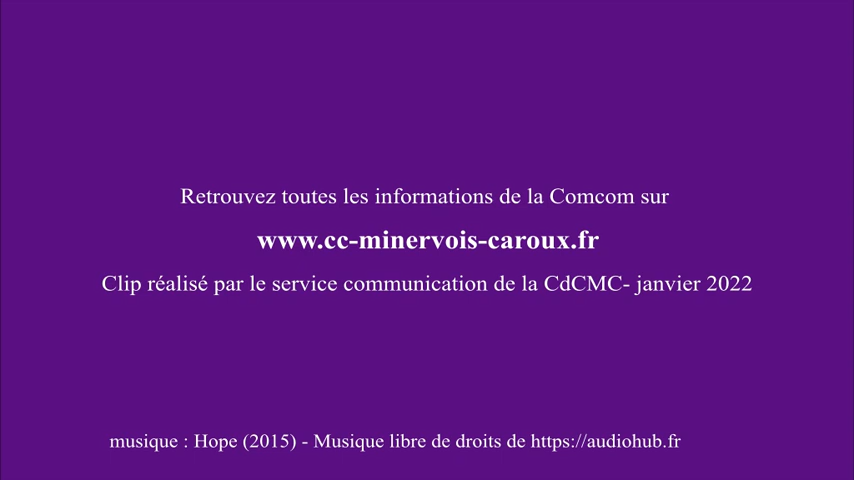 Retrouvez toutes les informations de la Comcom sur
www.cc-minervois-caroux.fr
Clip réalisé par le service communication de la CdCMC- janvier 2022
musique : Hope (2015) - Musique libre de droits de https://audiohub.fr